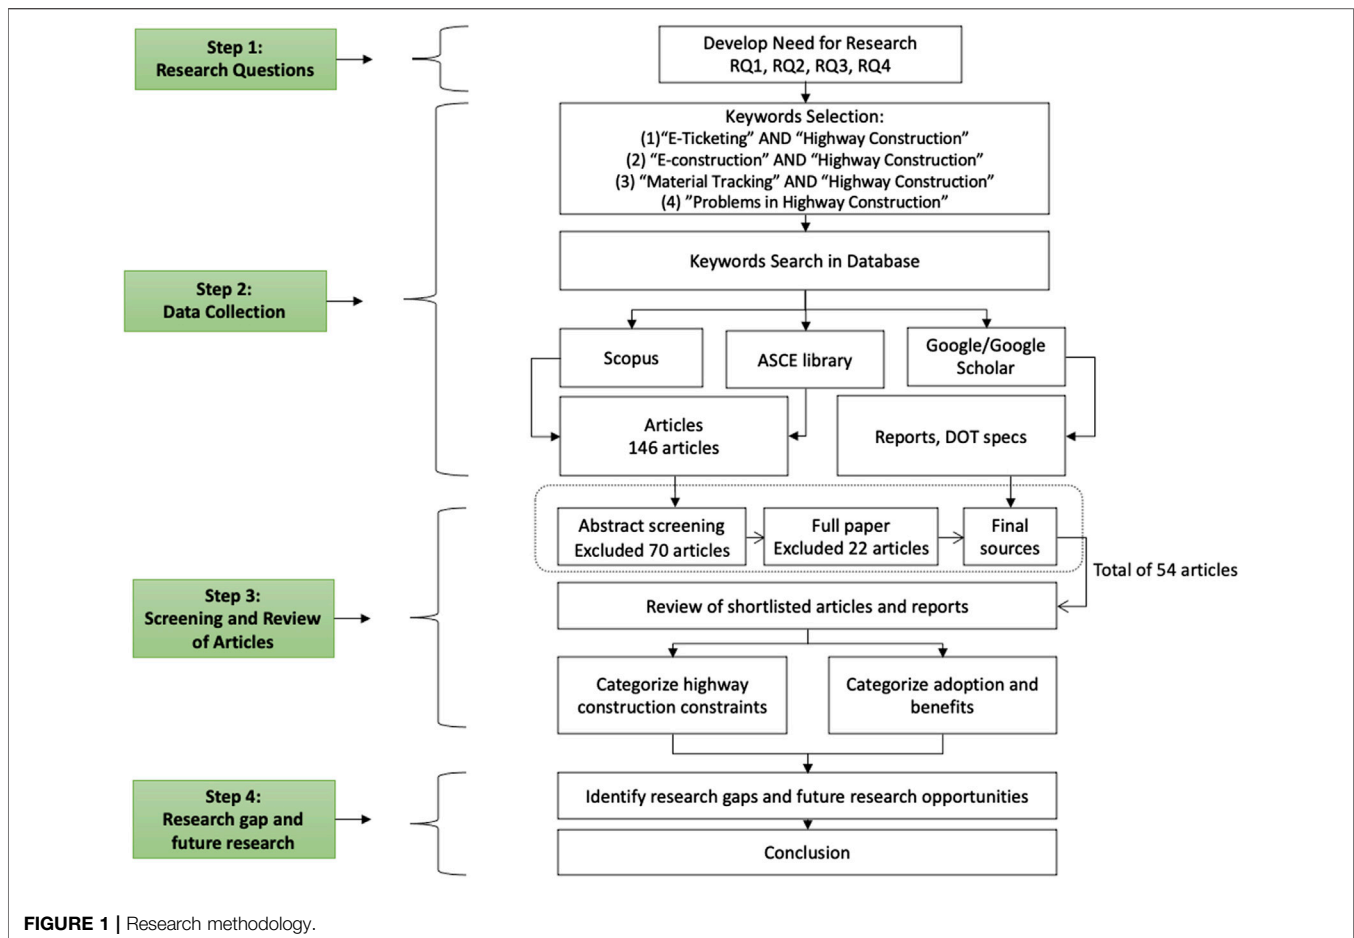 Step 1:
Research Questions
Develop Need for Research
RQ1, RQ2, RQ3, RQ4
Keywords Selection:
(1)“E-Ticketing” AND “Highway Construction”
(2) “E-construction” AND “Highway Construction”
(3) “Material Tracking” AND “Highway Construction”
(4) ”Problems in Highway Construction”
Step 2:
Data Collection
Keywords Search in Database
Scopus
ASCE library
Google/Google
Scholar
Articles
146 articles
Reports, DOT specs
Step 3:
Screening and Review
of Articles
Abstract screening
Excluded 70 articles
Full paper
Excluded 22 articles
Final
sources
Total of 54 articles
Review of shortlisted articles and reports
Categorize highway
construction constraints
Categorize adoption and
benefits
Step 4:
Research gap and
future research
Identify research gaps and future research opportunities
Conclusion
FIGURE 1 | Research methodology.